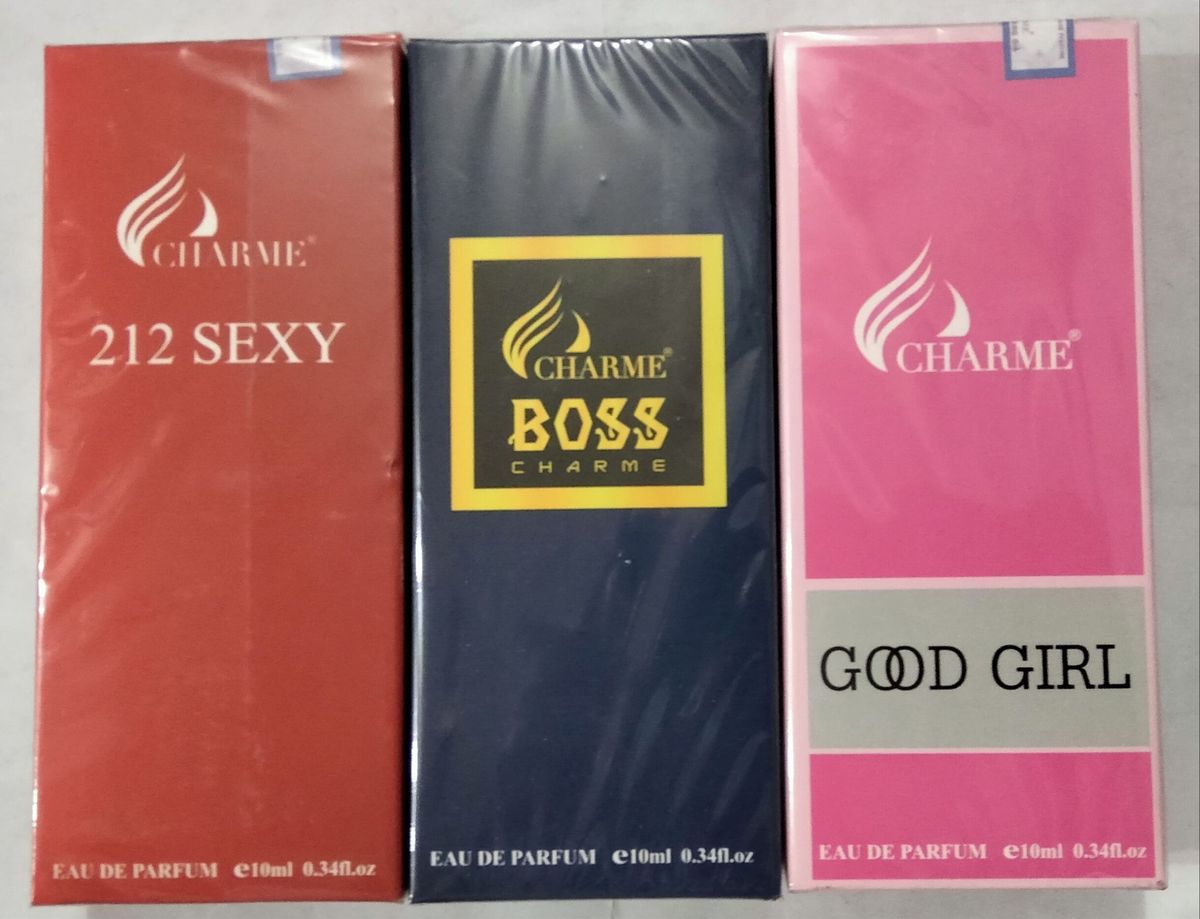 CHARME®
212 SEXY
EAU DE PARFUM e10ml 0.34fl.oz
CHARME®
BOSS
CHARME
EAU DE PARFUM e10ml 0.34fl.oz
CHARME®
GOOD GIRL
EAU DE PARFUM e10ml 0.34fl.oz